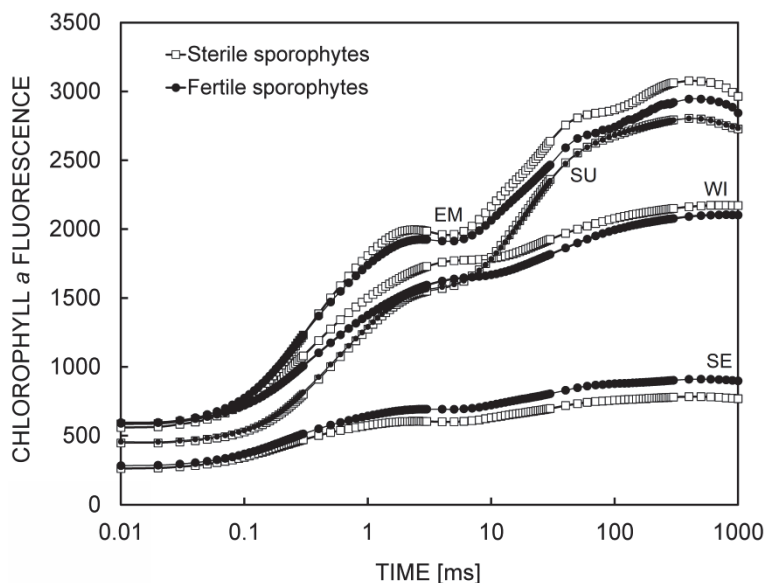 3500
3000
2500
2000
1500
1000
500
0
CHLOROPHYLL a FLUORESCENCE
Sterile sporophytes
Fertile sporophytes
EM
SU
WI
SE
0.01
0.1
1
10
100
1000
TIME [ms]